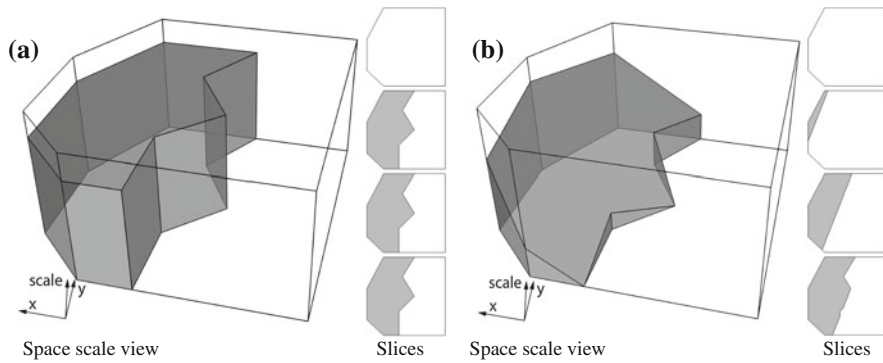 (a)
scale
y
x
Space scale view
Slices
(b)
scale
y
x
Space scale view
Slices